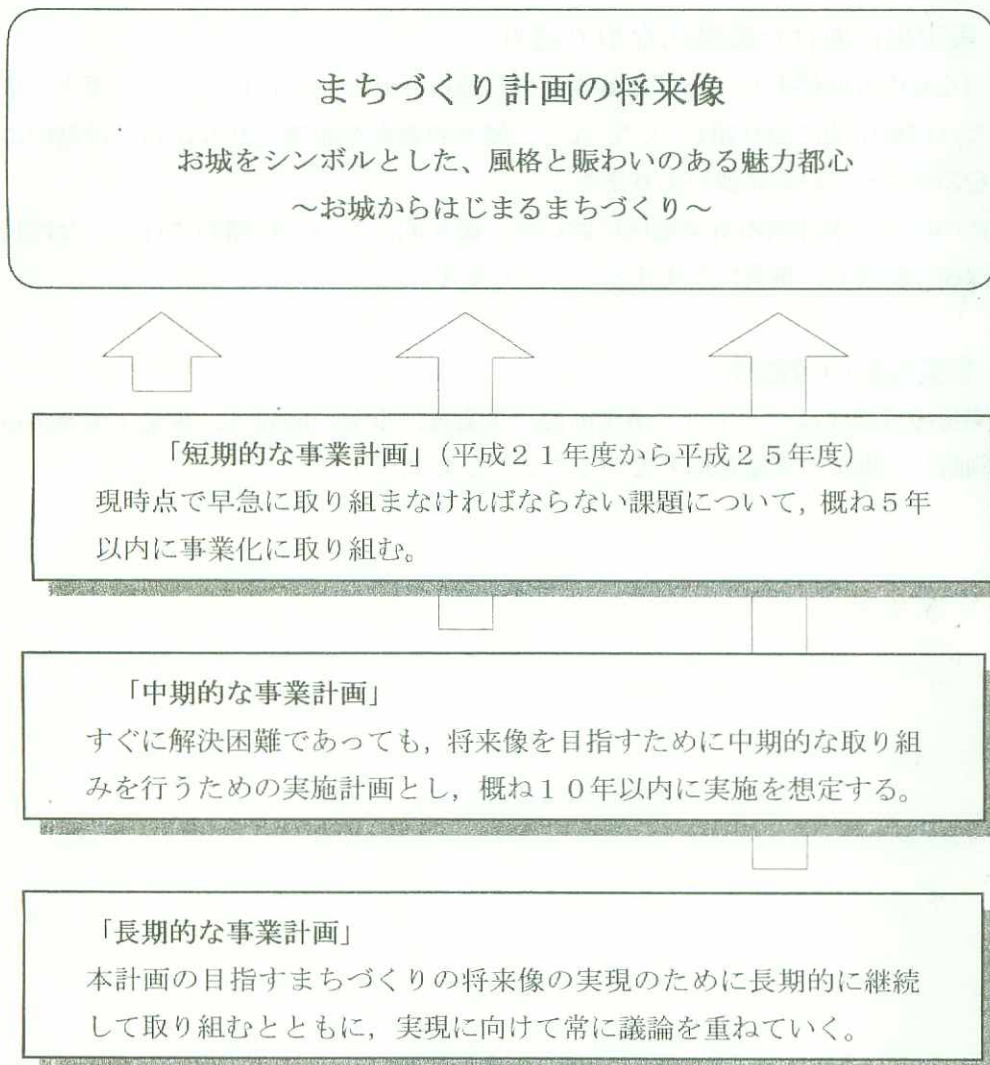 まちづくり計画の将来像
お城をシンボルとした、風格と賑わいのある魅力都心
～お城からはじまるまちづくり～
「短期的な事業計画」（平成２１年度から平成２５年度）
現時点で早急に取り組まなければならない課題について，概ね５年
以内に事業化に取り組む。
「中期的な事業計画」
すぐに解決困難であっても，将来像を目指すために中期的な取り組
みを行うための実施計画とし，概ね１０年以内に実施を想定する。
「長期的な事業計画」
本計画の目指すまちづくりの将来像の実現のために長期的に継続
して取り組むとともに，実現に向けて常に議論を重ねていく。